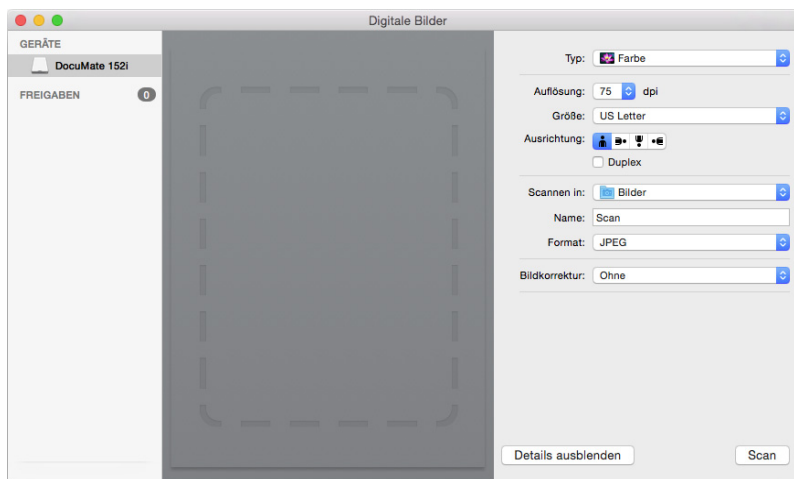 Digitale Bilder
GERÄTE
DocuMate 152i
FREIGABEN 0
Typ: Farbe
Auflösung: 75 dpi
Größe: US Letter
Ausrichtung:
Duplex
Scannen in: Bilder
Name: Scan
Format: JPEG
Bildkorrektur: Ohne
Details ausblenden Scan